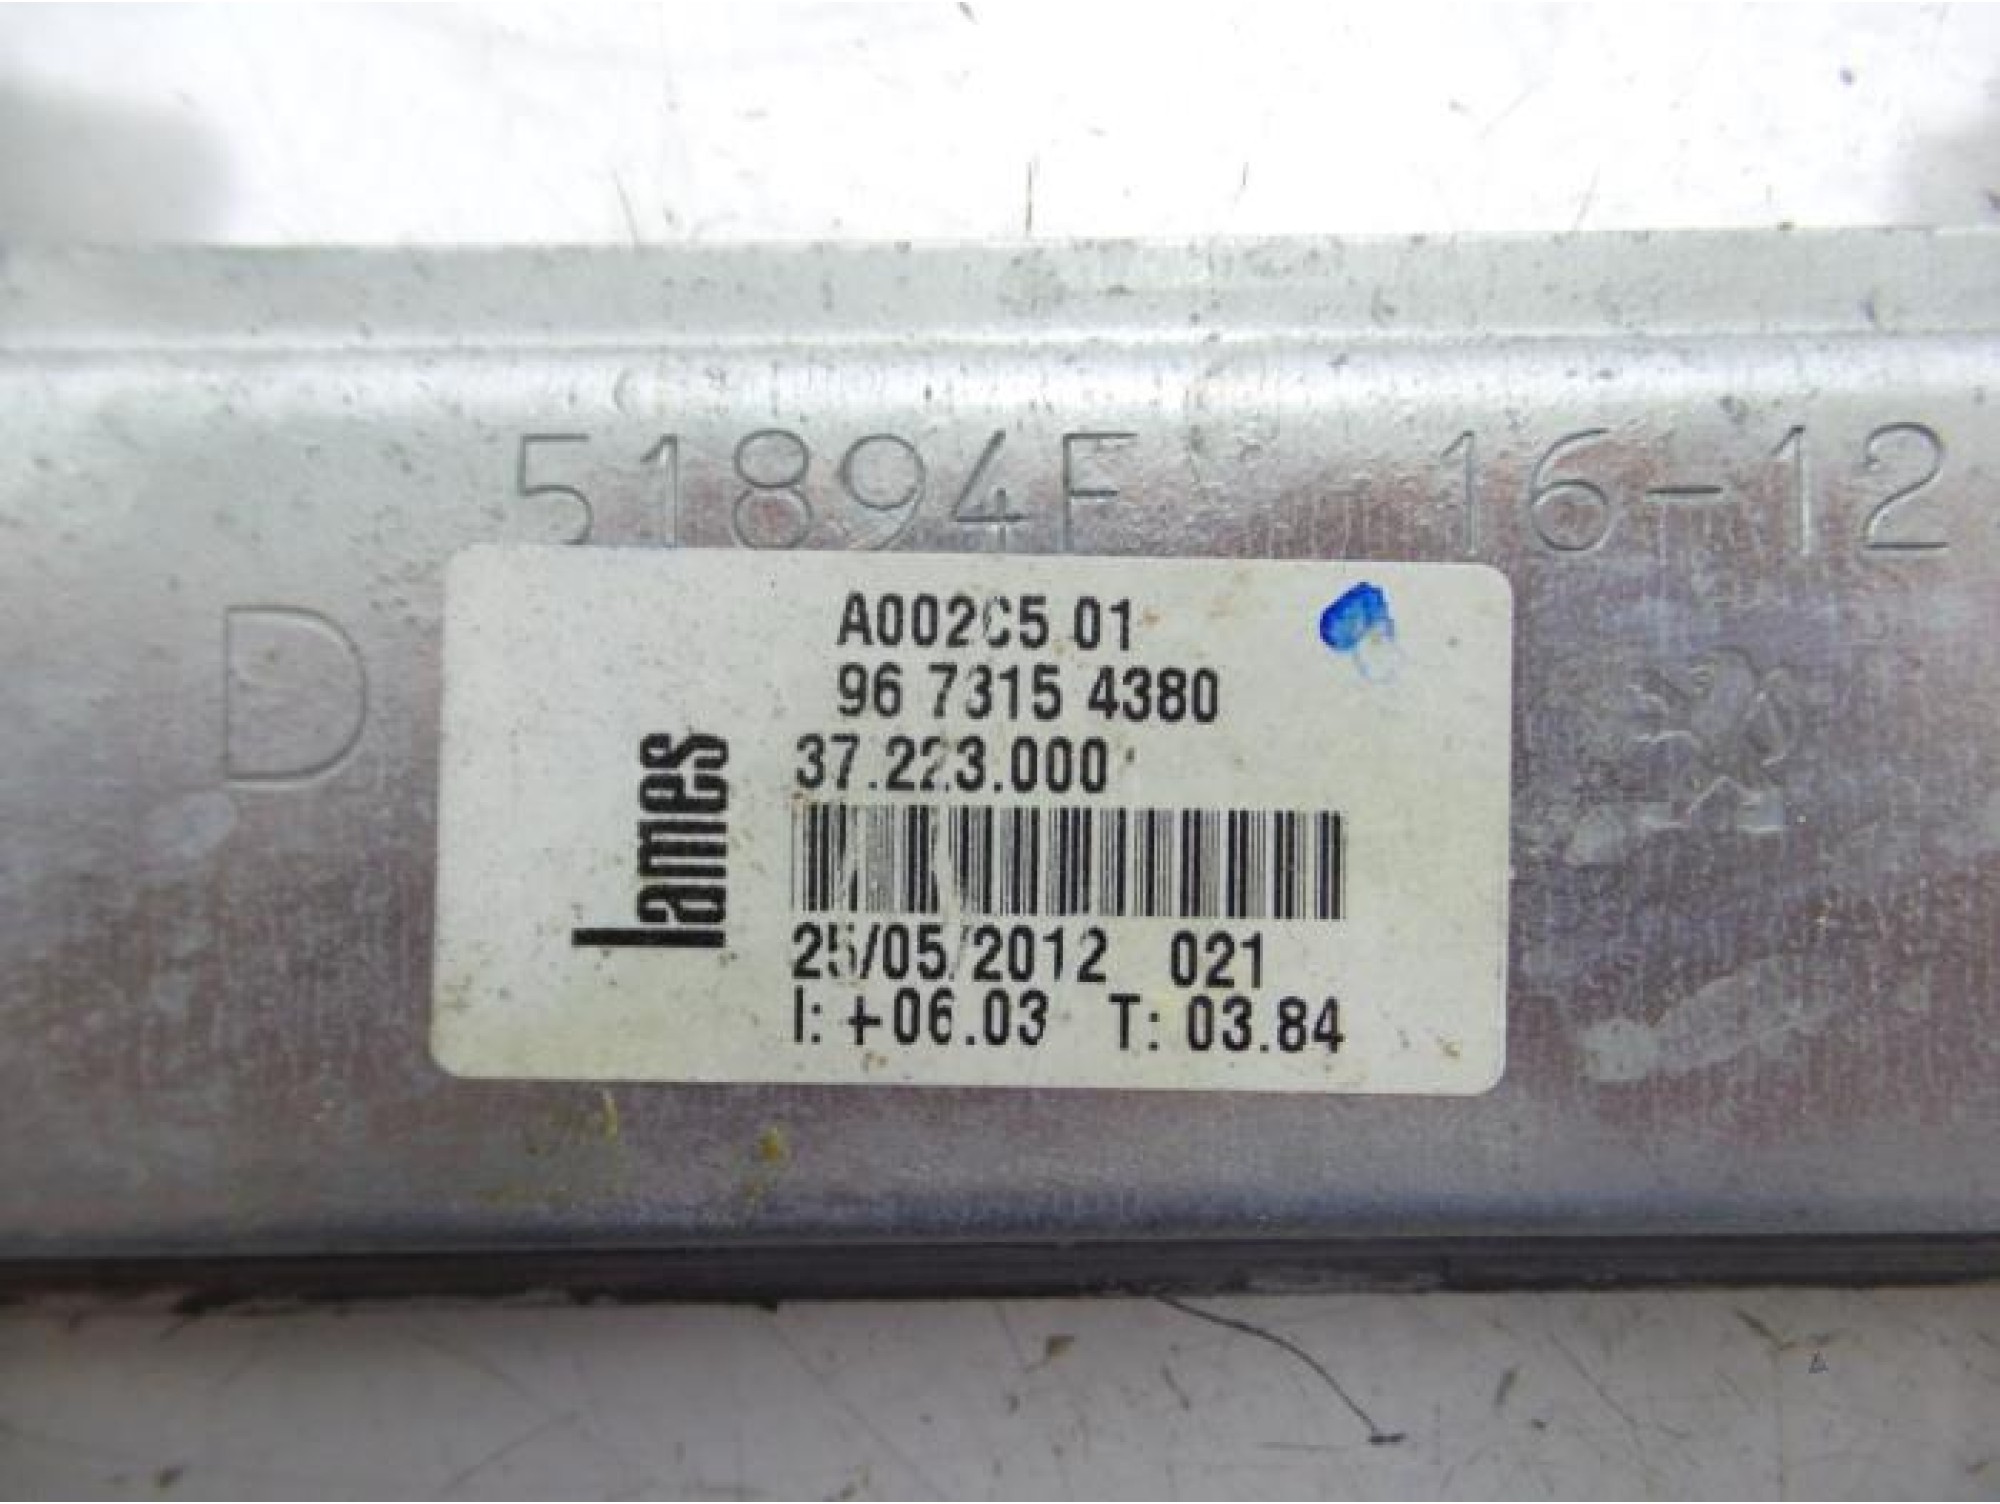 51894F 16-12
D
A002C5 01
96 7315 4380
37.223.000
lames
25/05/2012 021
I: +06.03 T: 03.84